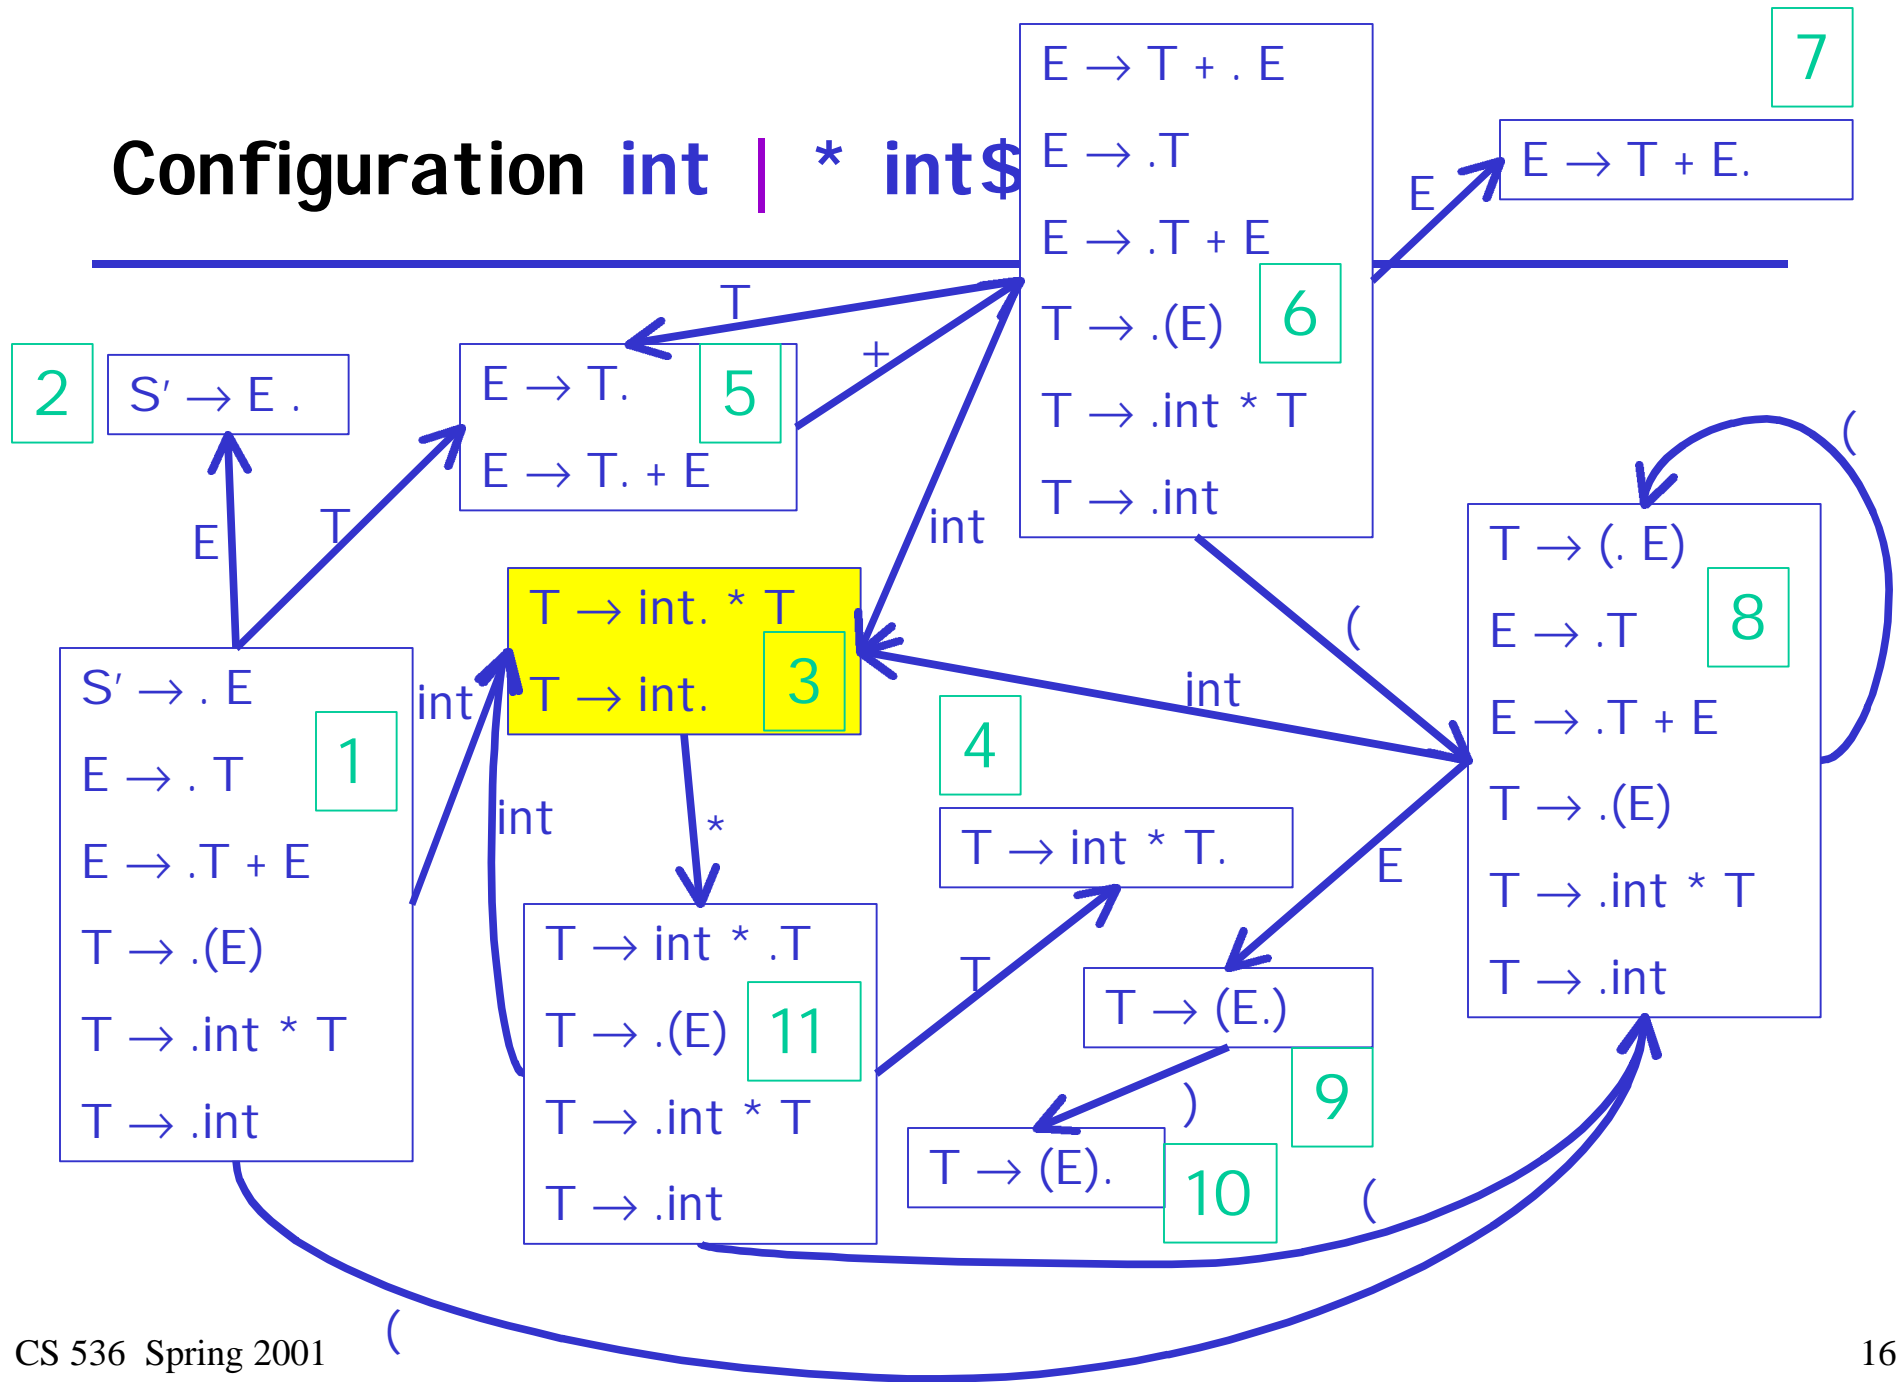 Configuration int | * int$
E → T + . E
E → .T
E → .T + E
T → .(E)
T → .int * T
T → .int
6
7
E → T + E.
E
T
+
int
(
2
S′ → E .
E
T
E → T.
E → T. + E
5
T → int. * T
T → int.
3
int
int
*
int
S′ → . E
E → . T
E → .T + E
T → .(E)
T → .int * T
T → .int
1
4
T → int * T.
T
T → int * .T
T → .(E)
T → .int * T
T → .int
11
(
T → (. E)
E → .T
E → .T + E
T → .(E)
T → .int * T
T → .int
8
E
T → (E.)
9
)
T → (E).
10
(
(
CS 536 Spring 2001
16